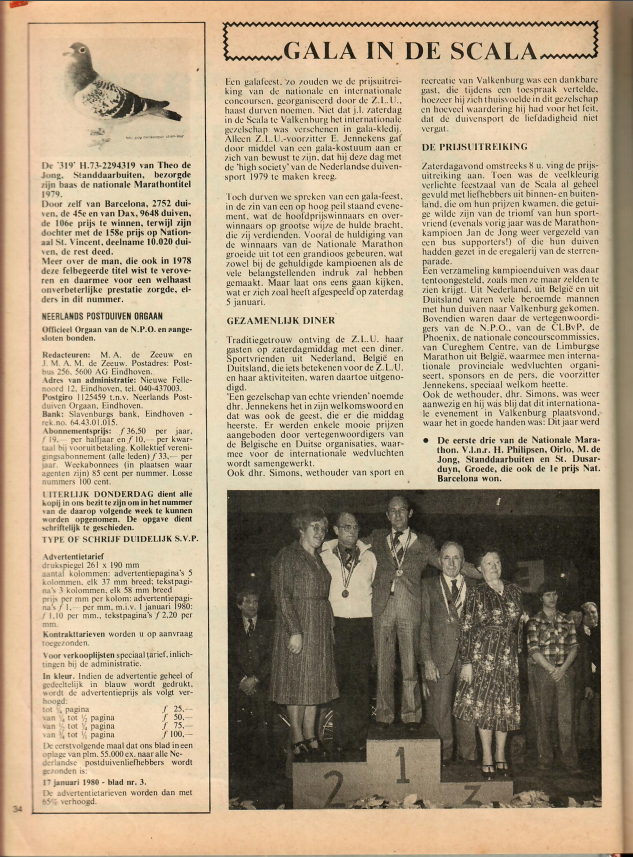 De '319' H.73-2294319 van Theo de
Jong, Standdaarbuiten, bezorgde
zijn baas de nationale Marathontitel
1979.
Door zelf van Barcelona, 2752 dui-
ven, de 45e en van Dax, 9648 duiven,
de 106e prijs te winnen, terwijl zijn
dochter met de 158e prijs op Nation-
aal St. Vincent, deelname 10.020 dui-
ven, de rest deed.
Meer over de man, die ook in 1978
deze felbegeerde titel wist te verove-
ren en daarmee voor een welhaast
onverbeterlijke prestatie zorgde, el-
ders in dit nummer.
NEERLANDS POSTDUIVEN ORGAAN
Officieel Orgaan van de N.P.O. en aange-
sloten bonden.
Redacteuren: M.A. de Zeeuw en
J.M.A.M. de Zeeuw. Postadres: Post-
bus 256, 5600 AG Eindhoven.
Adres van administratie: Nieuwe Felle-
noord 12, Eindhoven, tel. 040-437003.
Postgiro 1125459 t.n.v. Neerlands Post-
duiven Orgaan, Eindhoven.
Bank: Slavenburgs bank, Eindhoven -
rek.no. 64.43.01.015.
Abonnementsprijs: ƒ 36,50 per jaar,
ƒ 19,— per halfjaar en ƒ 10,— per kwar-
taal bij vooruitbetaling. Kollektief vereni-
gingsabonnement (alle leden) ƒ 33,— per
jaar. Weekabonnees (in plaatsen waar
agenten zijn) 85 cent per nummer. Losse
nummers 100 cent.
UITERLIJK DONDERDAG dient alle
kopij in ons bezit te zijn om in het nummer
van de daarop volgende week te kunnen
worden opgenomen. De opgave dient
schriftelijk te geschieden.
TYPE OF SCHRIJF DUIDELIJK S.V.P.
Advertentietarief
drukspiegel 261 x 190 mm
aantal kolommen: advertentiepagina's 5
kolommen, elk 37 mm breed; tekstpagi-
na's 3 kolommen, elk 58 mm breed
prijs per mm per kolom: advertentiepagi-
na's ƒ 1,— per mm, m.i.v. 1 januari 1980:
ƒ 1,10 per mm., tekstpagina's ƒ 2,20 per
mm.
Kontrakttarieven worden u op aanvraag
toegezonden.
Voor verkooplijsten speciaal tarief, inlich-
tingen bij de administratie.
In kleur. Indien de advertentie geheel of
gedeeltelijk in blauw wordt gedrukt,
wordt de advertentieprijs als volgt ver-
hoogd:
tot ¼ pagina ƒ 25,—
van ¼ tot ½ pagina ƒ 50,—
van ½ tot ¾ pagina ƒ 75,—
van ¾ tot pagina ƒ 100,—
De eerstvolgende maal dat ons blad in een
oplage van plm. 55.000 ex. naar alle Ne-
derlandse postduivenliefhebbers wordt
gezonden is:
17 januari 1980 - blad nr. 3.
De advertentietarieven worden dan met
65% verhoogd.
34
GALA IN DE SCALA
Een galafeest, zo zouden we de prijsuitrei-
king van de nationale en internationale
concoursen, georganiseerd door de Z.L.U.,
haast durven noemen. Niet dat j.l. zaterdag
in de Scala te Valkenburg het internationale
gezelschap was verschenen in gala-kledij.
Alleen Z.L.U.-voorzitter E. Jennekens gaf
door middel van een gala-kostuum aan er
zich van bewust te zijn, dat hij deze dag met
de 'high society' van de Nederlandse duiven-
sport 1979 te maken kreeg.
Toch durven we spreken van een gala-feest,
in de zin van een op hoog peil staand evene-
ment, wat de hoofdprijswinnaars en over-
winnaars op grootse wijze de hulde bracht,
die zij verdienden. Vooral de huldiging van
de winnaars van de Nationale Marathon
groeide uit tot een grandioos gebeuren, wat
zowel bij de gehuldigde kampioenen als de
vele belangstellenden indruk zal hebben
gemaakt. Maar laat ons eens gaan kijken,
wat er zich zoal heeft afgespeeld op zaterdag
5 januari.
GEZAMENLIJK DINER
Traditiegetrouw ontving de Z.L.U. haar
gasten op zaterdagmiddag met een diner.
Sportvrienden uit Nederland, België en
Duitsland, die iets betekenen voor de Z.L.U.
en haar aktiviteiten, waren daartoe uitgeno-
digd.
'Een gezelschap van echte vrienden' noemde
dhr. Jennekens het in zijn welkomswoord en
dat was ook de geest, die er die middag
heerste. Er werden enkele mooie prijzen
aangeboden door vertegenwoordigers van
de Belgische en Duitse organisaties, waar-
mee voor de internationale wedvluchten
wordt samengewerkt.
Ook dhr. Simons, wethouder van sport en
recreatie van Valkenburg was een dankbare
gast, die tijdens een toespraak vertelde,
hoezeer hij zich thuisvoelde in dit gezelschap
en hoeveel waardering hij had voor het feit,
dat de duivensport de liefdadigheid niet
vergat.
DE PRIJSUITREIKING
Zaterdagavond omstreeks 8 u. ving de prijs-
uitreiking aan. Toen was de veelkleurig
verlichte feestzaal van de Scala al geheel
gevuld met liefhebbers uit binnen- en buiten-
land, die om hun prijzen kwamen, die getui-
ge wilde zijn van de triomf van hun sport-
vriend (evenals vorig jaar was de Marathon-
kampioen Jan de Jong weer vergezeld van
een bus supporters!) of die hun duiven
hadden gezet in de eregalerij van de sterren-
parade.
Een verzameling kampioenduiven was daar
tentoongesteld, zoals men ze maar zelden te
zien krijgt. Uit Nederland, uit België en uit
Duitsland waren vele beroemde mannen
met hun duiven naar Valkenburg gekomen.
Bovendien waren daar de vertegenwoordi-
gers van de N.P.O., van de CLBvP, de
Phoenix, de nationale concourscommissies,
van Cureghem Centre, van de Limburgse
Marathon uit België, waarmee men interna-
tionale provinciale wedvluchten organi-
seert, sponsors en de pers, die de voorzitter
Jennekens, speciaal welkom heette.
Ook de wethouder, dhr. Simons, was weer
aanwezig en hij was blij dat dit internationa-
le evenement in Valkenburg plaatsvond,
waar het in goede handen was: Dit jaar werd
● De eerste drie van de Nationale Mara-
thon. V.l.n.r. H. Philipsen, Oirlo, M. de
Jong, Standdaarbuiten en St. Dusar-
duyn, Groede, die ook de 1e prijs Nat.
Barcelona won.
2 1 3